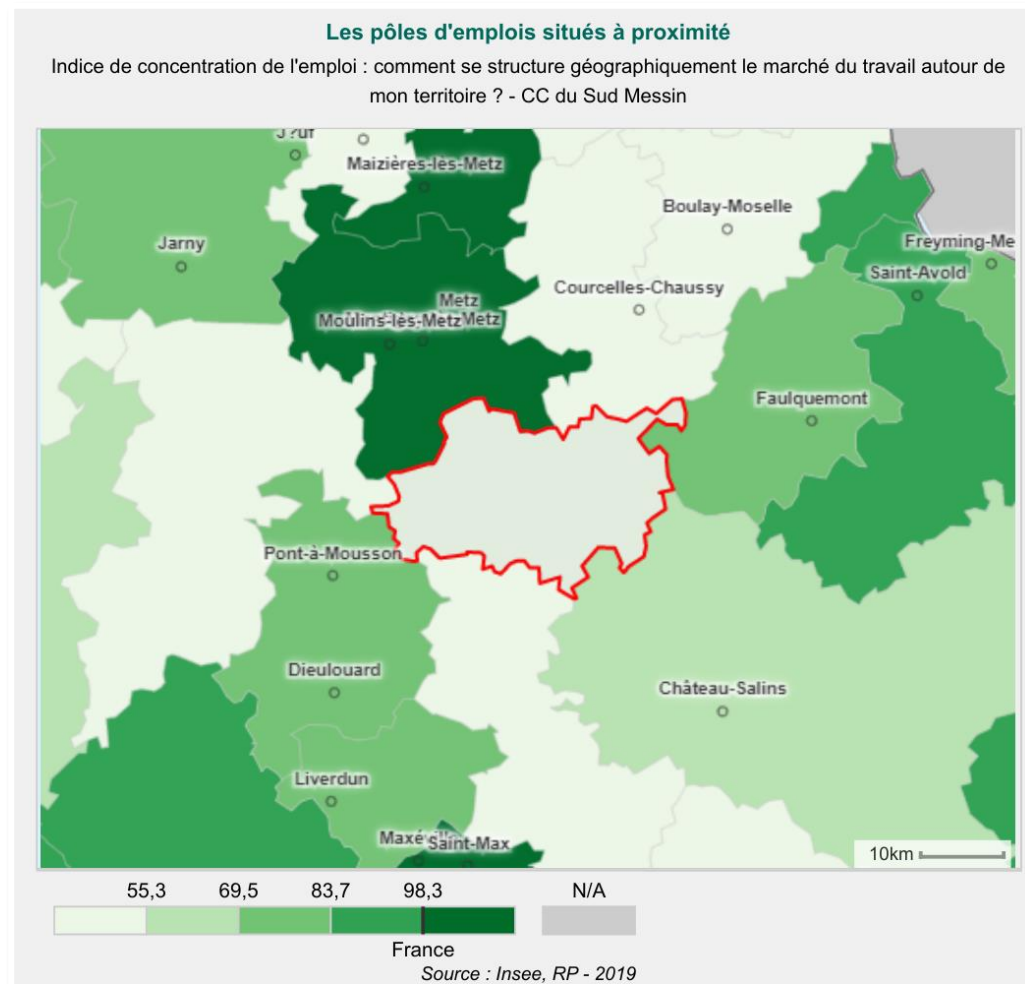 Les pôles d'emplois situés à proximité
Indice de concentration de l'emploi : comment se structure géographiquement le marché du travail autour de
mon territoire ? - CC du Sud Messin
J?uf
Maizières-lès-Metz
Boulay-Moselle
Jarny
Freyming-Me
Saint-Avold
Courcelles-Chaussy
Metz
Moulins-lès-Metz
Metz
Faulquemont
Pont-à-Mousson
Dieulouard
Château-Salins
Liverdun
Saint-Max
10km
55,3 69,5 83,7 98,3 N/A
France
Source : Insee, RP - 2019